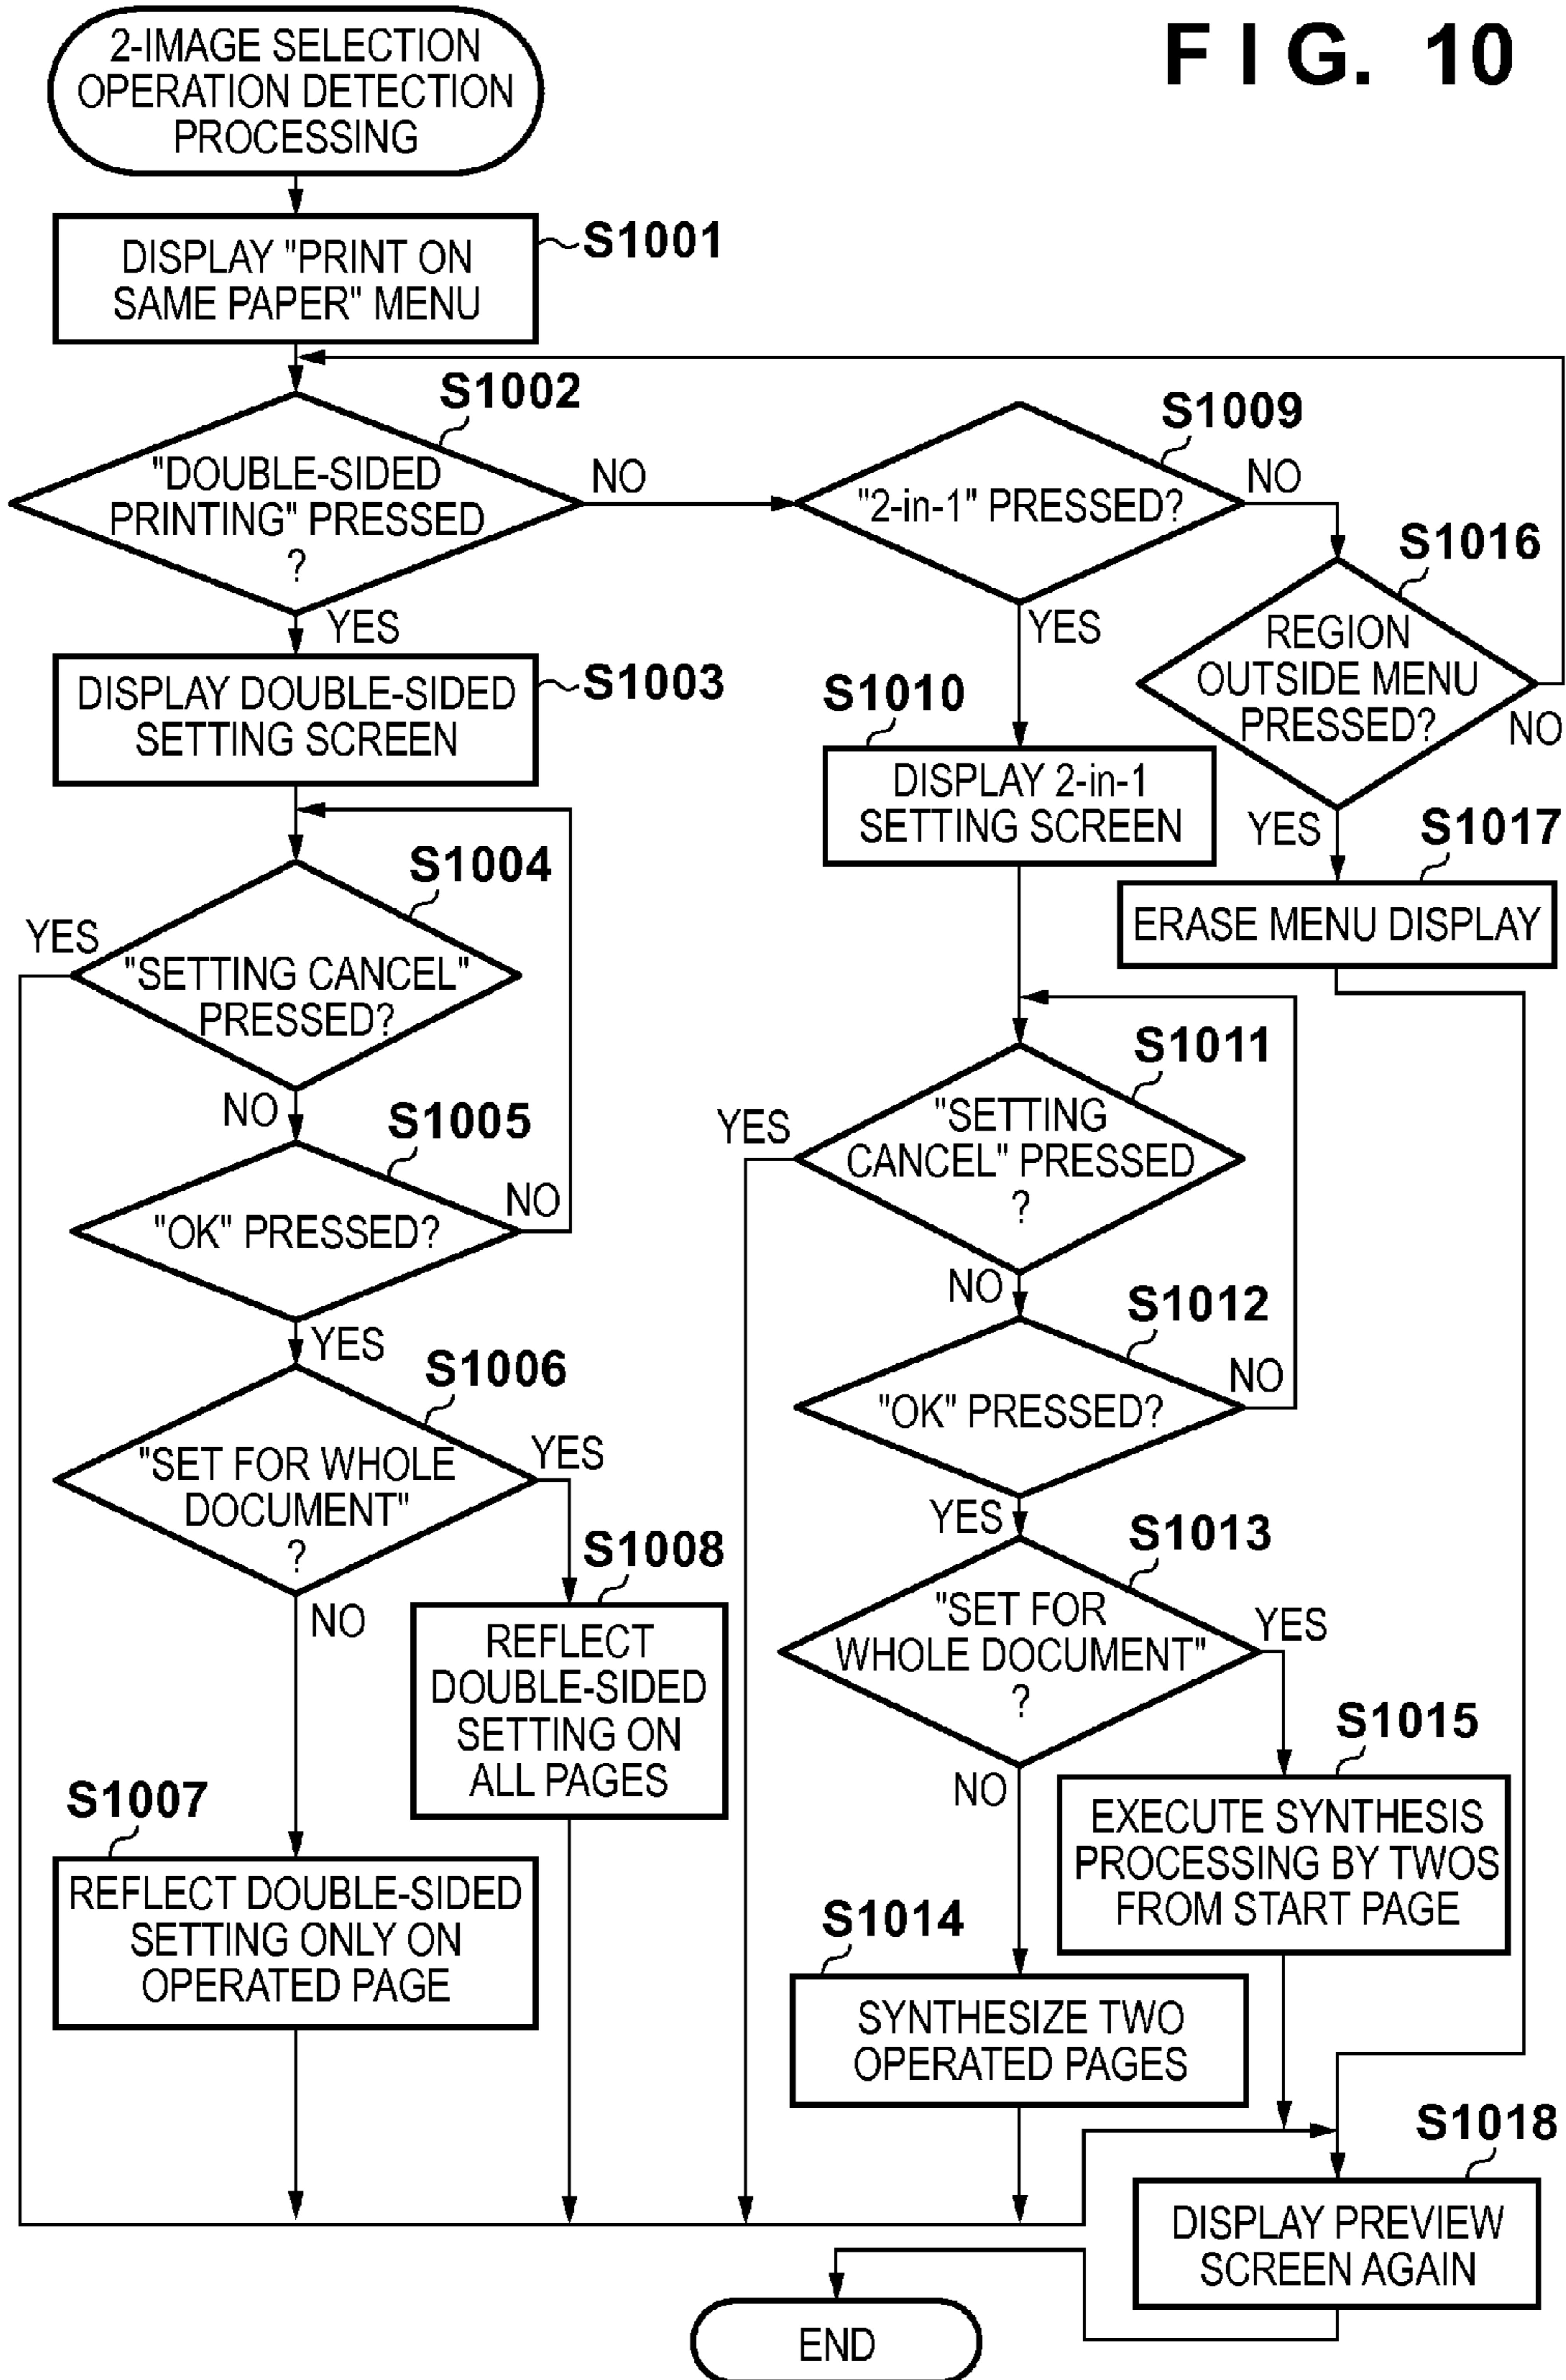 FIG. 10
2-IMAGE SELECTION
OPERATION DETECTION
PROCESSING
S1001
DISPLAY "PRINT ON
SAME PAPER" MENU
S1002
"DOUBLE-SIDED
PRINTING" PRESSED
?
NO
YES
S1003
DISPLAY DOUBLE-SIDED
SETTING SCREEN
S1004
YES
"SETTING CANCEL"
PRESSED?
NO
S1005
"OK" PRESSED?
NO
YES
S1006
"SET FOR WHOLE
DOCUMENT"
?
YES
NO
S1008
REFLECT
DOUBLE-SIDED
SETTING ON
ALL PAGES
S1007
REFLECT DOUBLE-SIDED
SETTING ONLY ON
OPERATED PAGE
S1009
"2-in-1" PRESSED?
NO
YES
S1010
DISPLAY 2-in-1
SETTING SCREEN
S1011
YES
"SETTING
CANCEL" PRESSED
?
NO
S1012
"OK" PRESSED?
NO
YES
S1013
"SET FOR
WHOLE DOCUMENT"
?
YES
NO
S1015
EXECUTE SYNTHESIS
PROCESSING BY TWOS
FROM START PAGE
S1014
SYNTHESIZE TWO
OPERATED PAGES
S1016
REGION
OUTSIDE MENU
PRESSED?
NO
YES
S1017
ERASE MENU DISPLAY
S1018
DISPLAY PREVIEW
SCREEN AGAIN
END